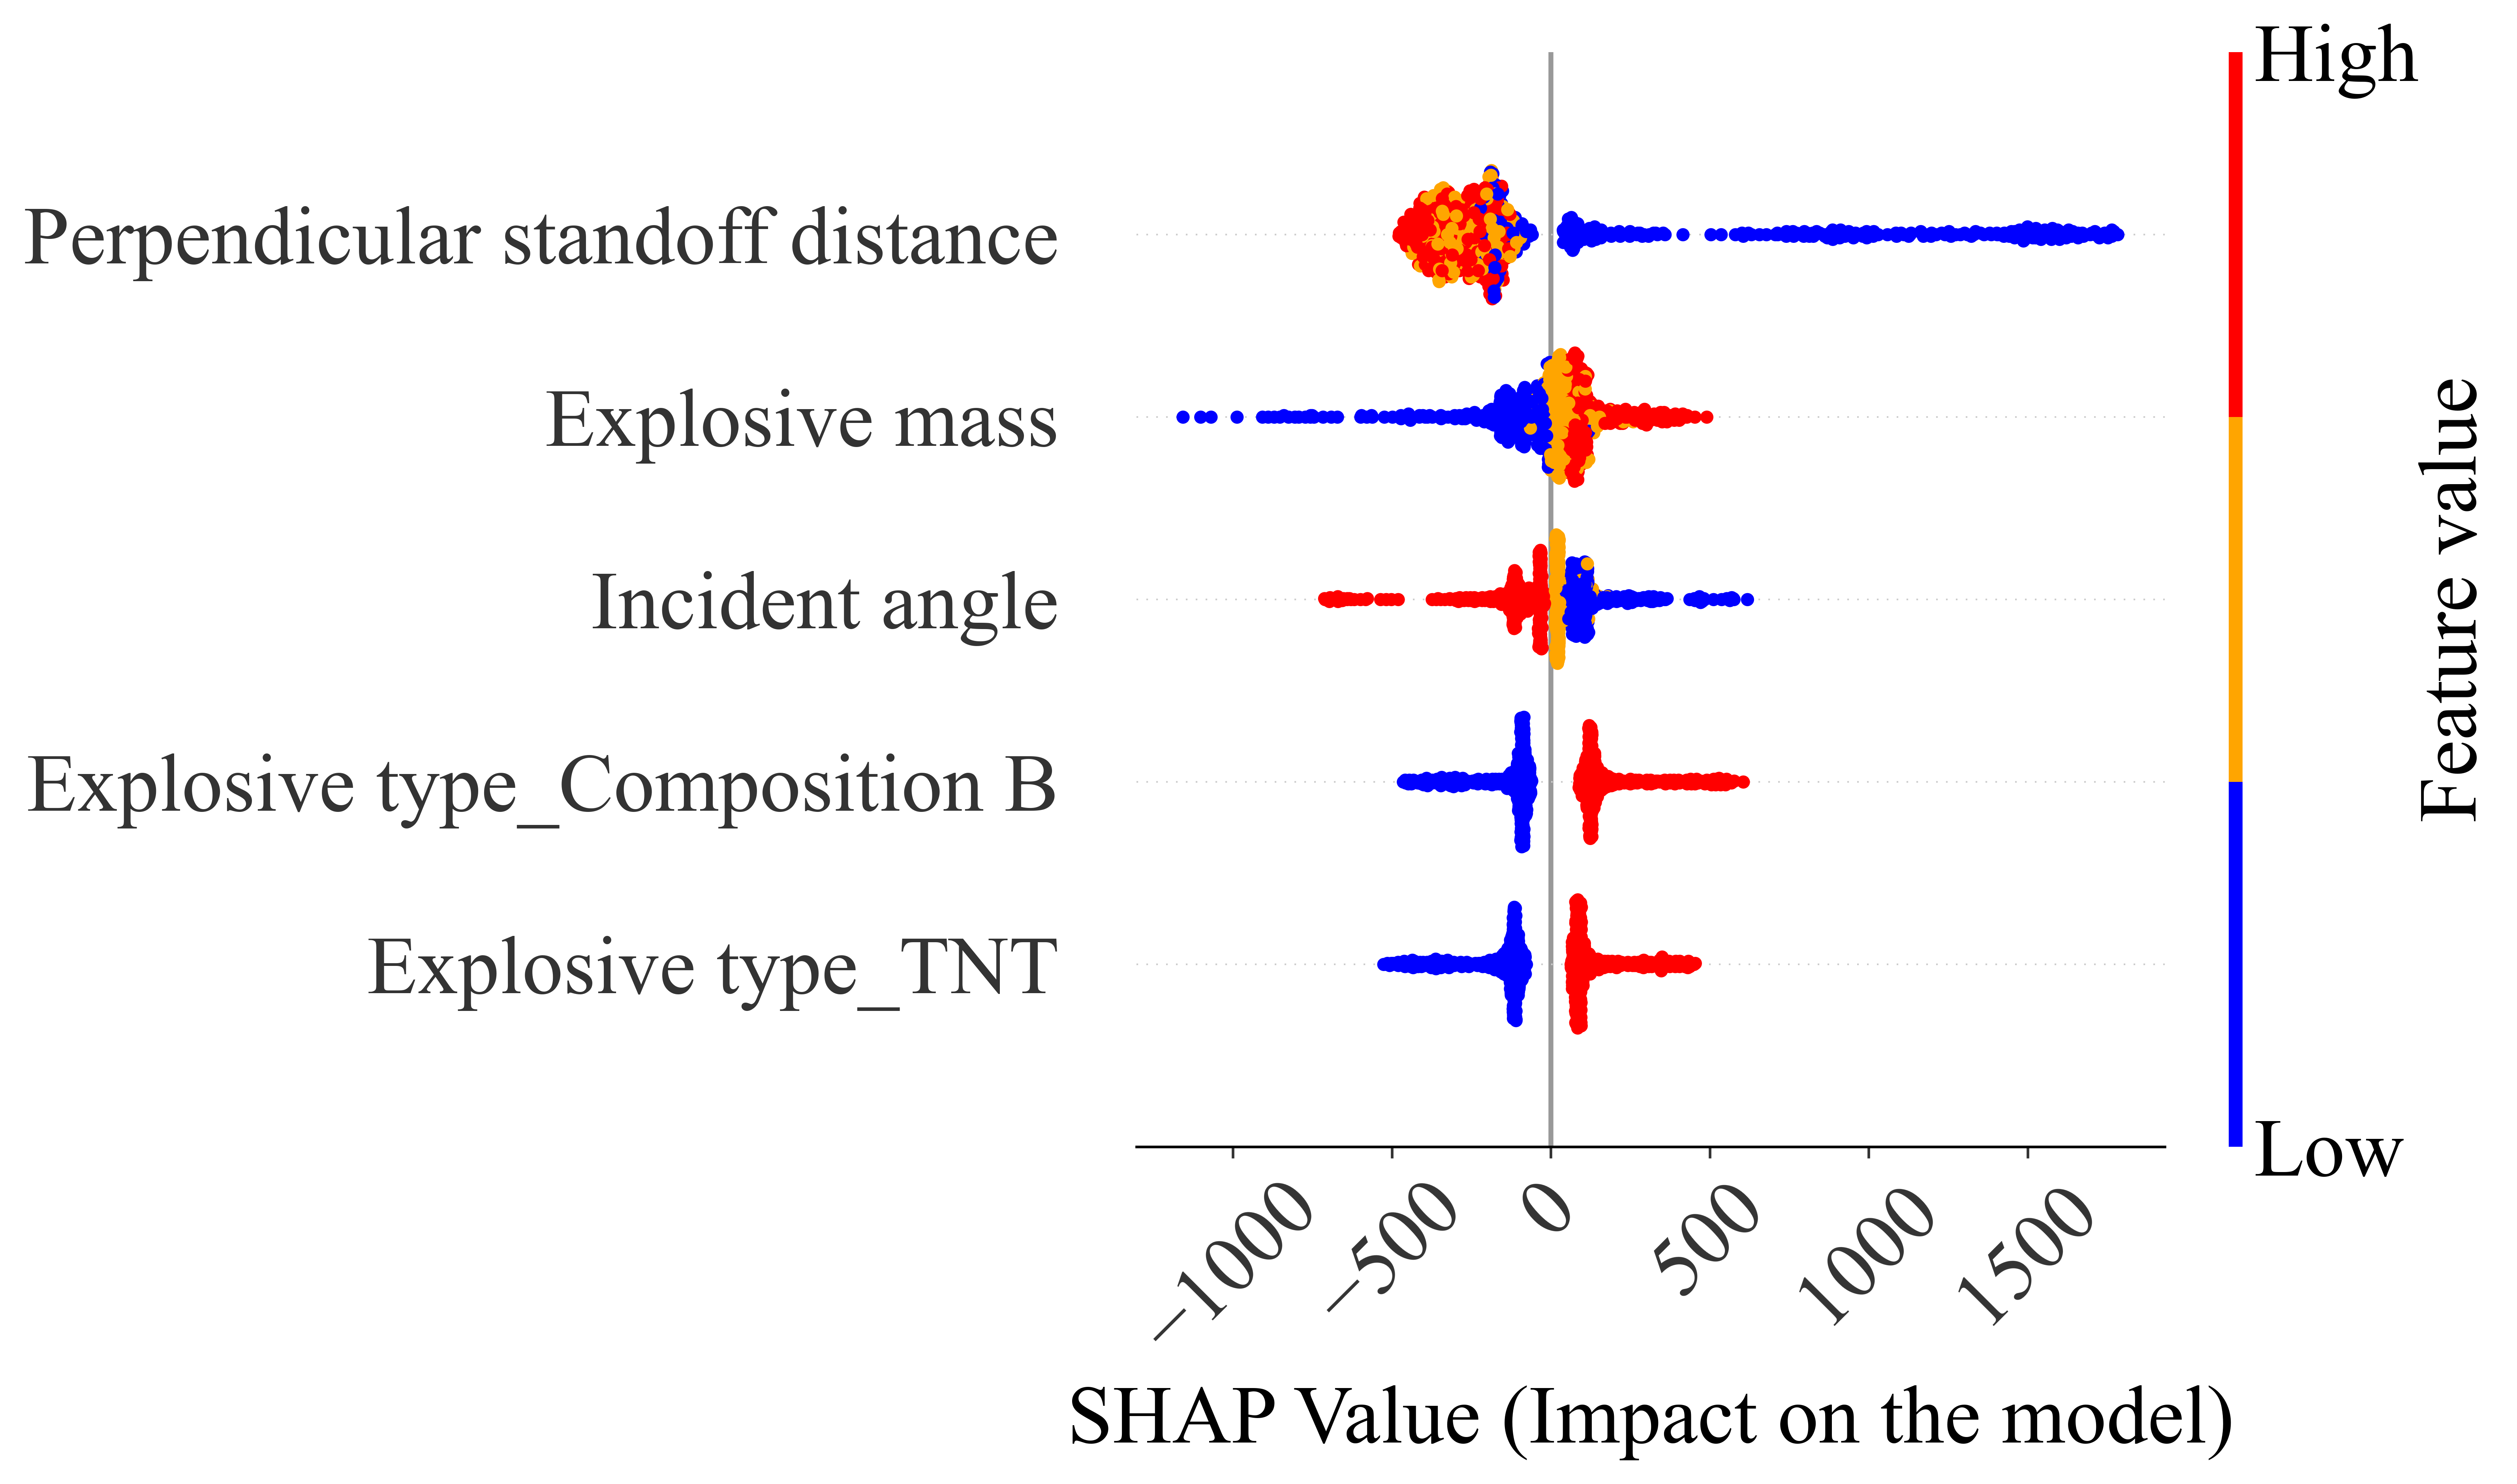 High
Perpendicular standoff distance
Explosive mass
Incident angle
Explosive type_Composition B
Explosive type_TNT
Feature value
Low
−1000
−500
0
500
1000
1500
SHAP Value (Impact on the model)